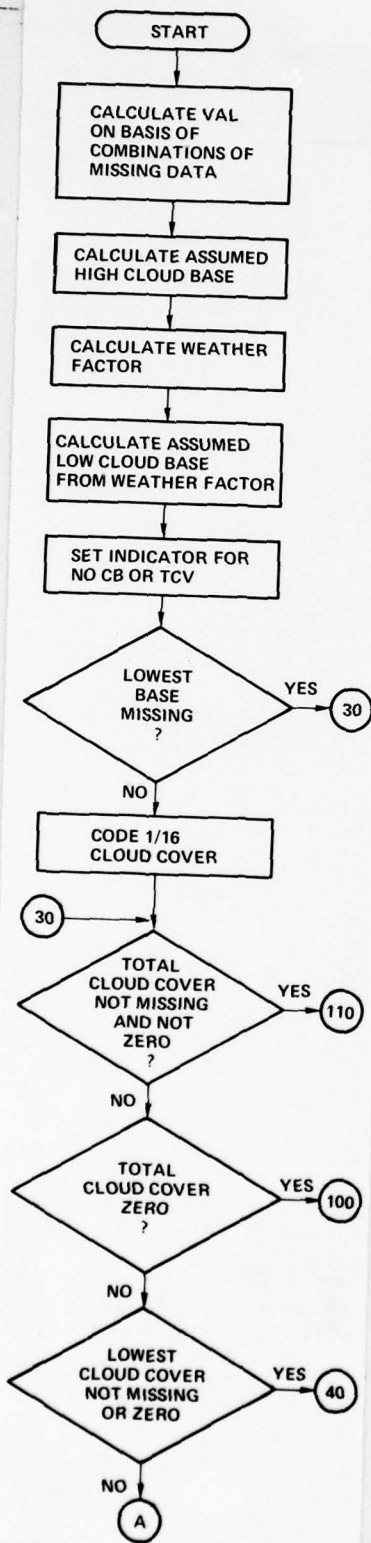 START
CALCULATE VAL
ON BASIS OF
COMBINATIONS OF
MISSING DATA
CALCULATE ASSUMED
HIGH CLOUD BASE
CALCULATE WEATHER
FACTOR
CALCULATE ASSUMED
LOW CLOUD BASE
FROM WEATHER FACTOR
SET INDICATOR FOR
NO CB OR TCV
LOWEST
BASE
MISSING
?
YES
30
NO
CODE 1/16
CLOUD COVER
30
TOTAL
CLOUD COVER
NOT MISSING
AND NOT
ZERO
?
YES
110
NO
TOTAL
CLOUD COVER
ZERO
?
YES
100
NO
LOWEST
CLOUD COVER
NOT MISSING
OR ZERO
YES
40
NO
A